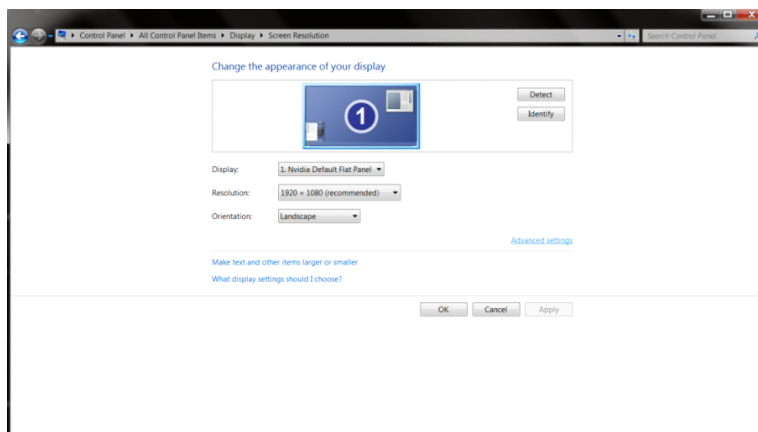 Control Panel ▸ All Control Panel Items ▸ Display ▸ Screen Resolution
Search Control Panel
Change the appearance of your display
1
Detect
Identify
Display: 1. Nvidia Default Flat Panel
Resolution: 1920 × 1080 (recommended)
Orientation: Landscape
Advanced settings
Make text and other items larger or smaller
What display settings should I choose?
OK Cancel Apply